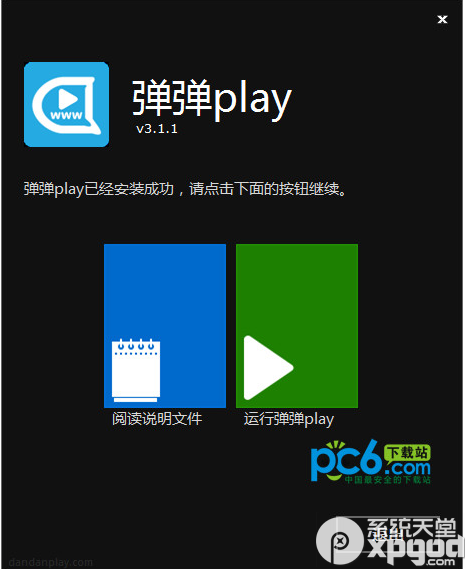 ×
www
弹弹play
v3.1.1
弹弹play已经安装成功，请点击下面的按钮继续。
阅读说明文件
运行弹弹play
pc6.com
下载站
中国最安全的下载站
系统天堂
xpgod.com
dandanplay.com